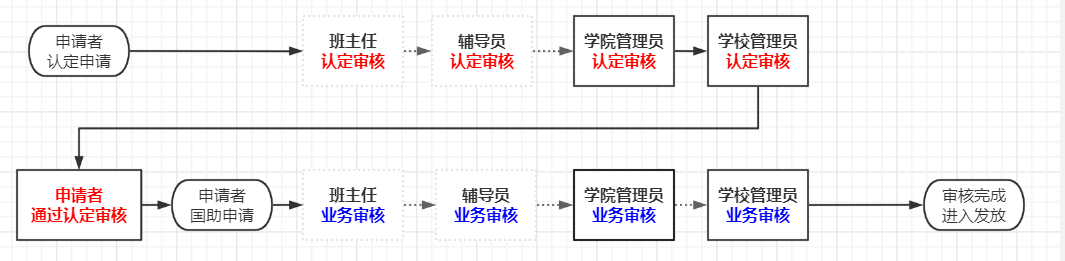 申请者
认定申请
班主任
认定审核
辅导员
认定审核
学院管理员
认定审核
学校管理员
认定审核
申请者
通过认定审核
申请者
国助申请
班主任
业务审核
辅导员
业务审核
学院管理员
业务审核
学校管理员
业务审核
审核完成
进入发放